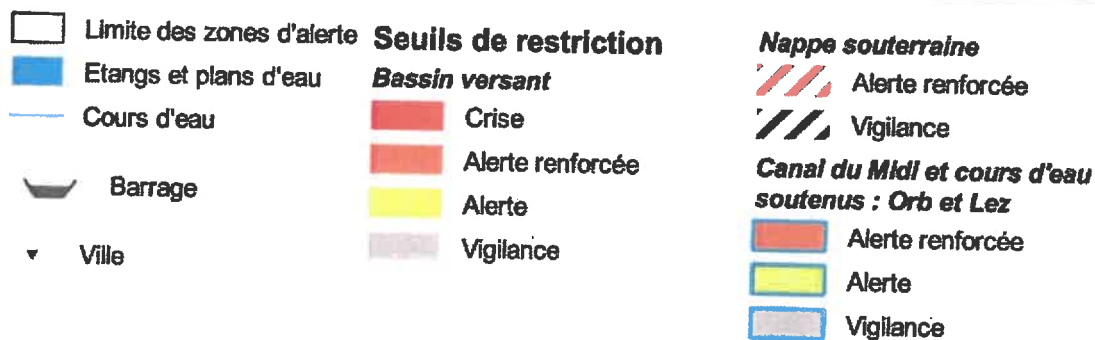 Limite des zones d'alerte
Etangs et plans d'eau
Cours d'eau
Barrage
Ville
Seuils de restriction
Bassin versant
Crise
Alerte renforcée
Alerte
Vigilance
Nappe souterraine
Alerte renforcée
Vigilance
Canal du Midi et cours d'eau
soutenus : Orb et Lez
Alerte renforcée
Alerte
Vigilance